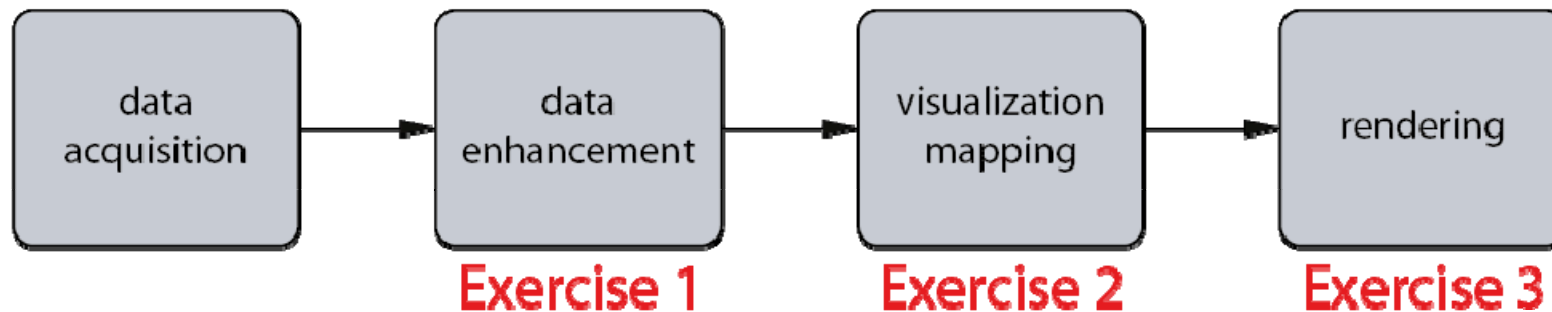 data
acquisition
data
enhancement
visualization
mapping
rendering
Exercise 1
Exercise 2
Exercise 3